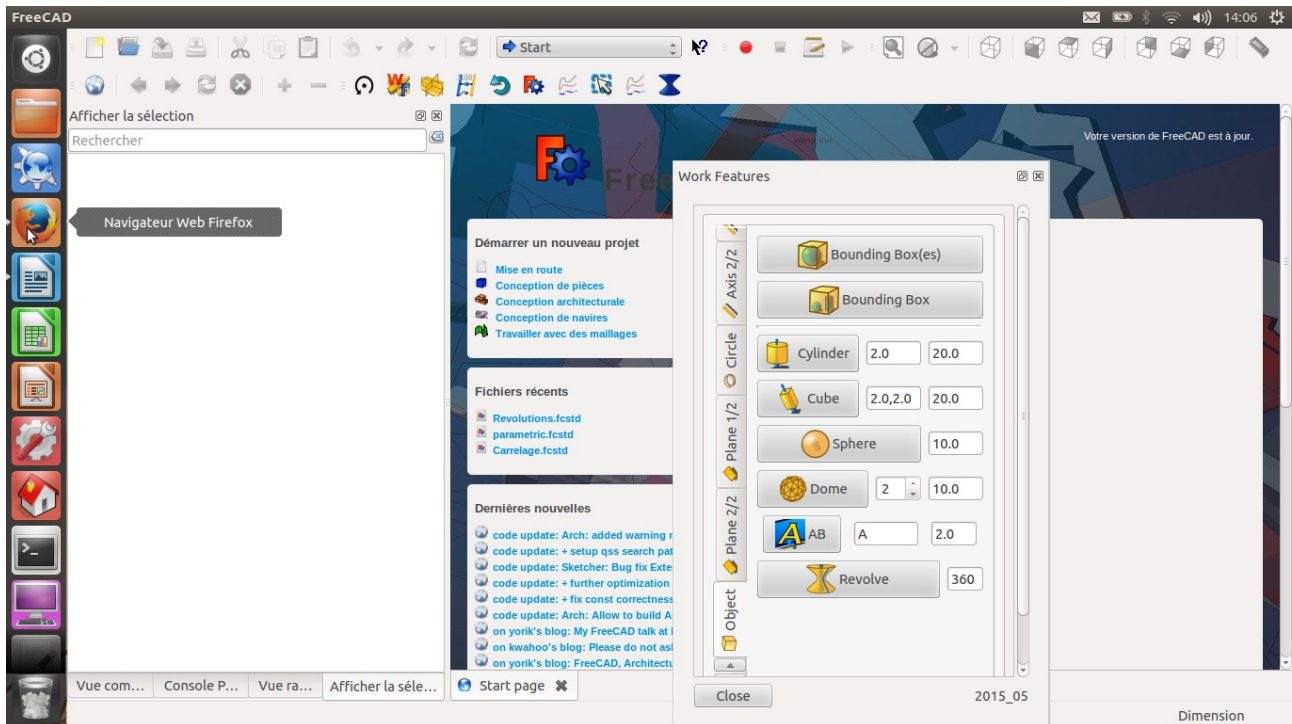 FreeCAD
14:06
Start
Afficher la sélection
Rechercher
Navigateur Web Firefox
Vue com...
Console P...
Vue ra...
Afficher la séle...
Votre version de FreeCAD est à jour.
Free
Démarrer un nouveau projet
Mise en route
Conception de pièces
Conception architecturale
Conception de navires
Travailler avec des maillages
Fichiers récents
Revolutions.fcstd
parametric.fcstd
Carrelage.fcstd
Dernières nouvelles
code update: Arch: added warning
code update: + setup qss search
code update: Sketcher: Bug fix
code update: + further optimization
code update: + fix const correctness
code update: Arch: Allow to build
on yorik's blog: My FreeCAD talk at
on kwahoo's blog: Please do not
on yorik's blog: FreeCAD,
Start page
Work Features
Axis 2/2
Circle
Plane 1/2
Plane 2/2
Object
Bounding Box(es)
Bounding Box
Cylinder 2.0 20.0
Cube 2.0,2.0 20.0
Sphere 10.0
Dome 2 10.0
AB A 2.0
Revolve 360
Close
2015_05
Dimension